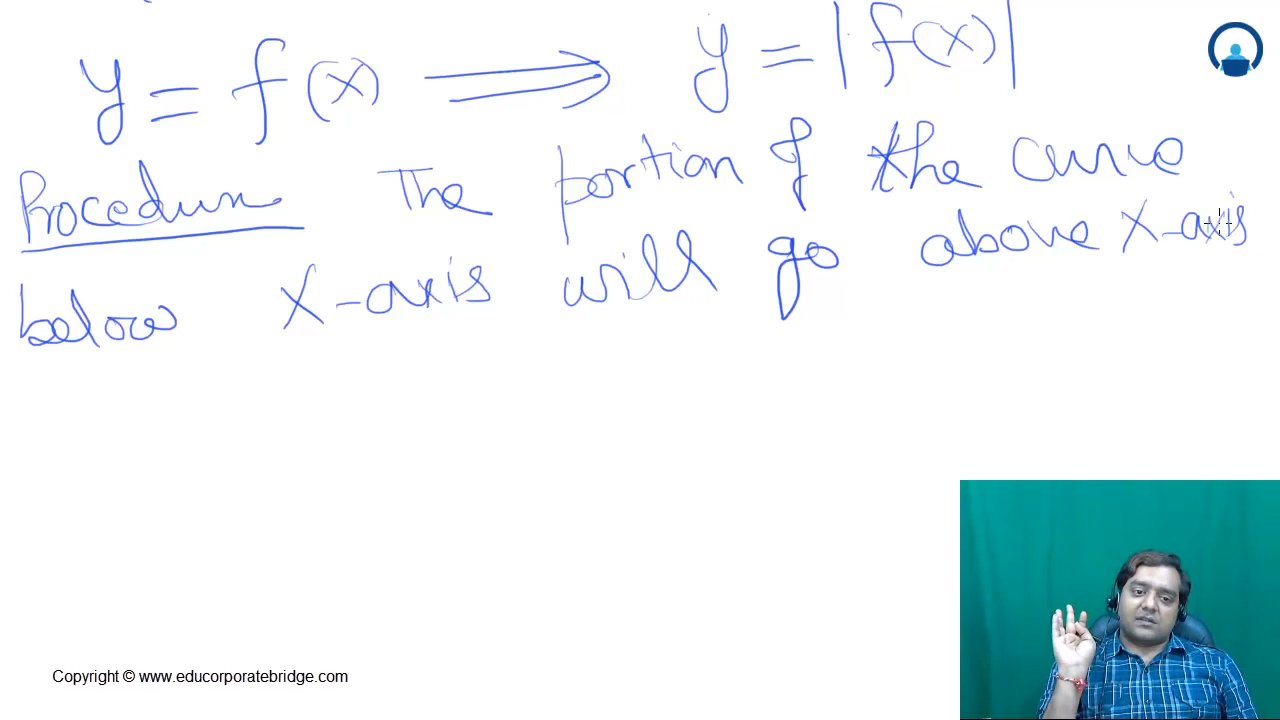 y = f(x) ⟹ y = |f(x)|
Procedure The portion of the curve
below X-axis will go above X-axis
Copyright © www.educorporatebridge.com